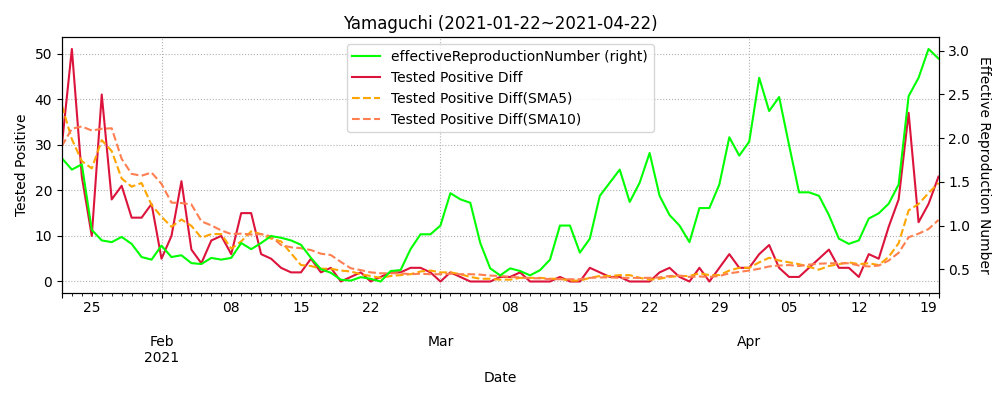 Yamaguchi (2021-01-22~2021-04-22)
effectiveReproductionNumber (right)
Tested Positive Diff
Tested Positive Diff(SMA5)
Tested Positive Diff(SMA10)
Tested Positive
50
40
30
20
10
0
3.0
2.5
2.0
1.5
1.0
0.5
Effective Reproduction Number
25 08 15 22 08 15 22 29 05 12 19
Feb Mar Apr
2021
Date